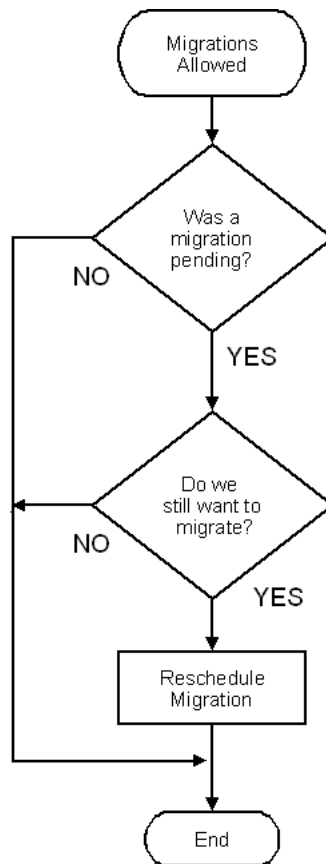 Migrations
Allowed
Was a
migration
pending?
NO
YES
Do we
still want to
migrate?
NO
YES
Reschedule
Migration
End